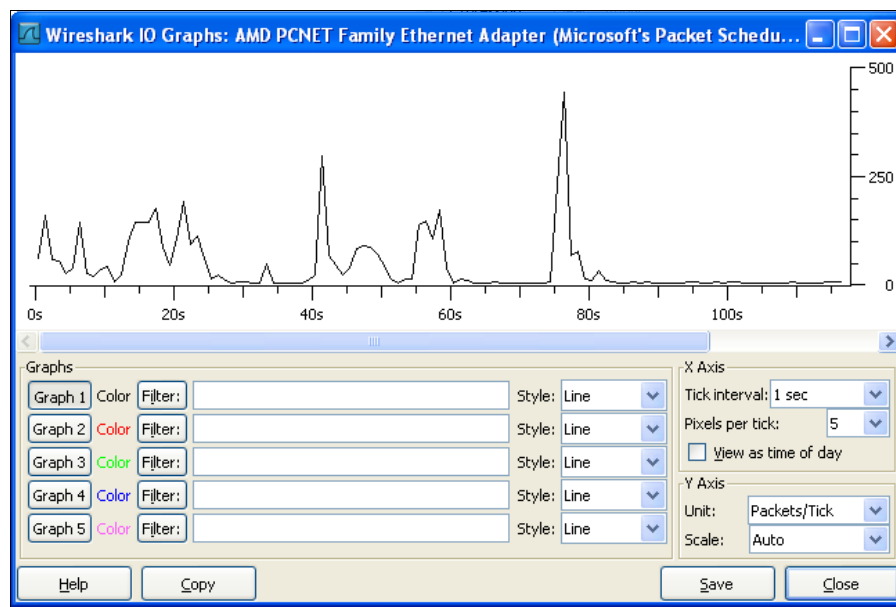 Wireshark IO Graphs: AMD PCNET Family Ethernet Adapter (Microsoft's Packet Schedu...
500
250
0
0s 20s 40s 60s 80s 100s
Graphs
Graph 1 Color Filter: Style: Line
Graph 2 Color Filter: Style: Line
Graph 3 Color Filter: Style: Line
Graph 4 Color Filter: Style: Line
Graph 5 Color Filter: Style: Line
X Axis
Tick interval: 1 sec
Pixels per tick: 5
View as time of day
Y Axis
Unit: Packets/Tick
Scale: Auto
Help Copy Save Close